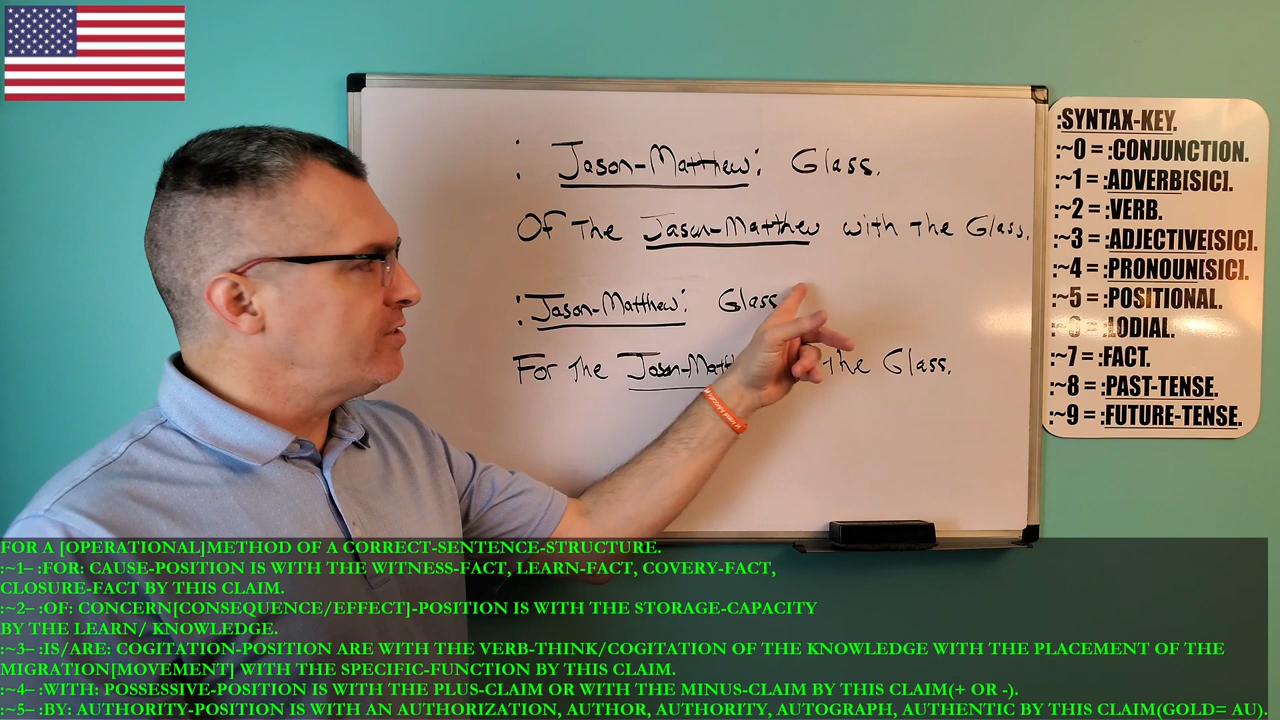 : Jason-Matthew: Glass.
Of The Jason-Matthew with the Glass.
:Jason-Matthew: Glass
For the the Glass.
:SYNTAX-KEY.
:~0 = :CONJUNCTION.
:~1 = :ADVERB[SIC].
:~2 = :VERB.
:~3 = :ADJECTIVE[SIC].
:~4 = :PRONOUN[SIC].
:~5 = :POSITIONAL.
:~6 = :LODIAL.
:~7 = :FACT.
:~8 = :PAST-TENSE.
:~9 = :FUTURE-TENSE.
FOR A [OPERATIONAL]METHOD OF A CORRECT-SENTENCE-STRUCTURE.
:~1– :FOR: CAUSE-POSITION IS WITH THE WITNESS-FACT, LEARN-FACT, COVERY-FACT,
CLOSURE-FACT BY THIS CLAIM.
:~2– :OF: CONCERN[CONSEQUENCE/EFFECT]-POSITION IS WITH THE STORAGE-CAPACITY
BY THE LEARN/ KNOWLEDGE.
:~3– :IS/ARE: COGITATION-POSITION ARE WITH THE VERB-THINK/COGITATION OF THE KNOWLEDGE WITH THE PLACEMENT OF THE
MIGRATION[MOVEMENT] WITH THE SPECIFIC-FUNCTION BY THIS CLAIM.
:~4– :WITH: POSSESSIVE-POSITION IS WITH THE PLUS-CLAIM OR WITH THE MINUS-CLAIM BY THIS CLAIM(+ OR -).
:~5– :BY: AUTHORITY-POSITION IS WITH AN AUTHORIZATION, AUTHOR, AUTHORITY, AUTOGRAPH, AUTHENTIC BY THIS CLAIM(GOLD= AU).